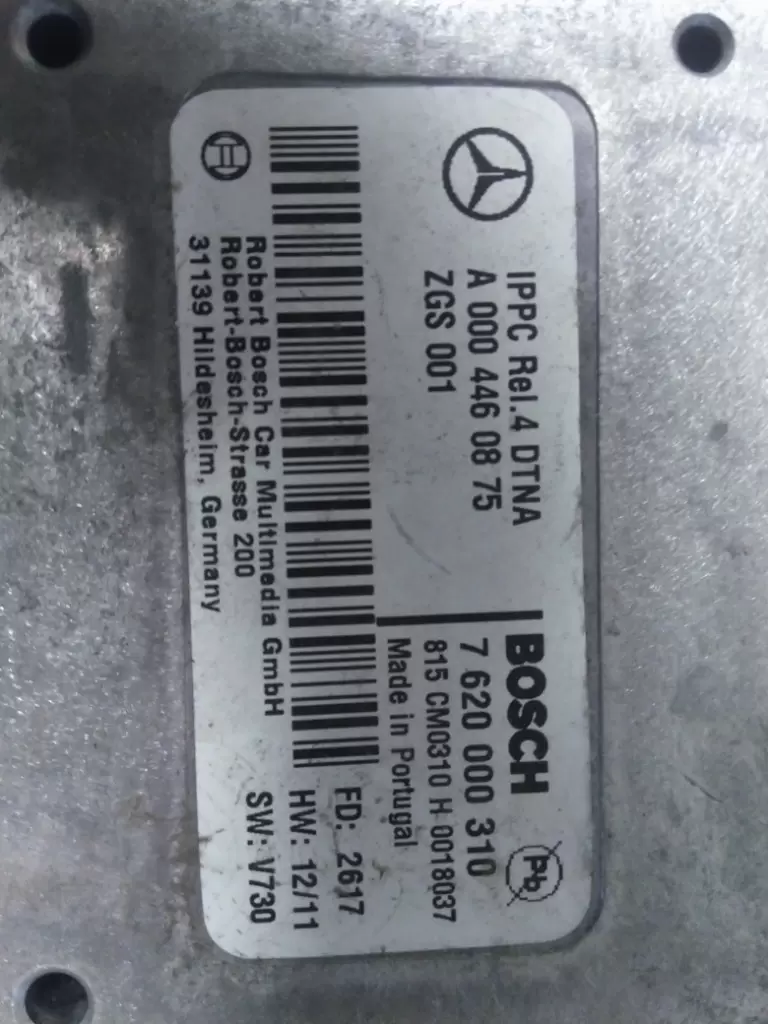 IPPC Rel.4 DTNA
A 000 446 08 75
ZGS 001
BOSCH
7 620 000 310
815 CM0310 H 0018037
Made in Portugal
Pb
FD: 2617
HW: 12/11
SW: V730
Robert Bosch Car Multimedia GmbH
Robert-Bosch-Strasse 200
31139 Hildesheim, Germany